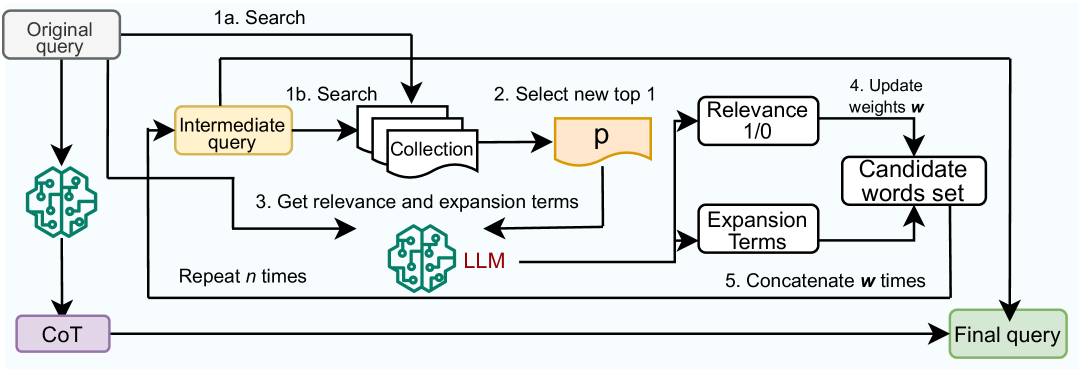 1a. Search
Original
query
1b. Search
2. Select new top 1
4. Update
weights w
Relevance
1/0
Intermediate
query
Collection
p
Candidate
words set
3. Get relevance and expansion terms
Expansion
Terms
LLM
Repeat n times
5. Concatenate w times
CoT
Final query